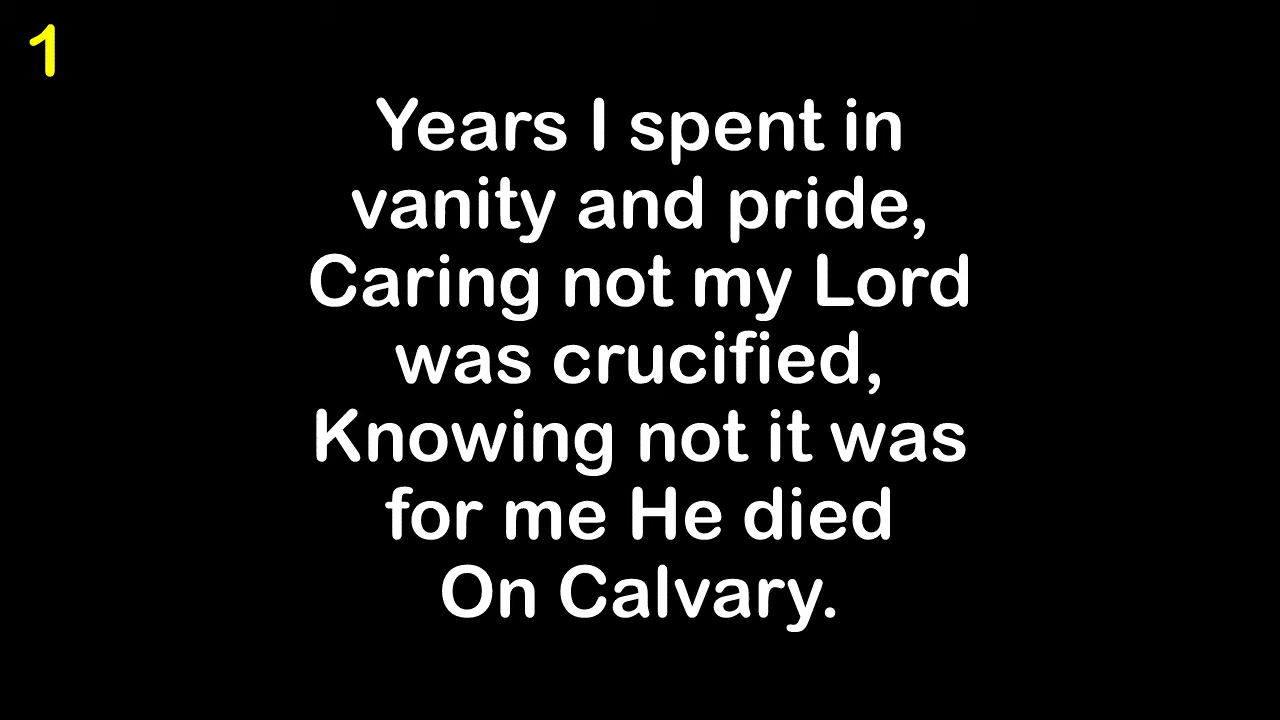 1
Years I spent in
vanity and pride,
Caring not my Lord
was crucified,
Knowing not it was
for me He died
On Calvary.